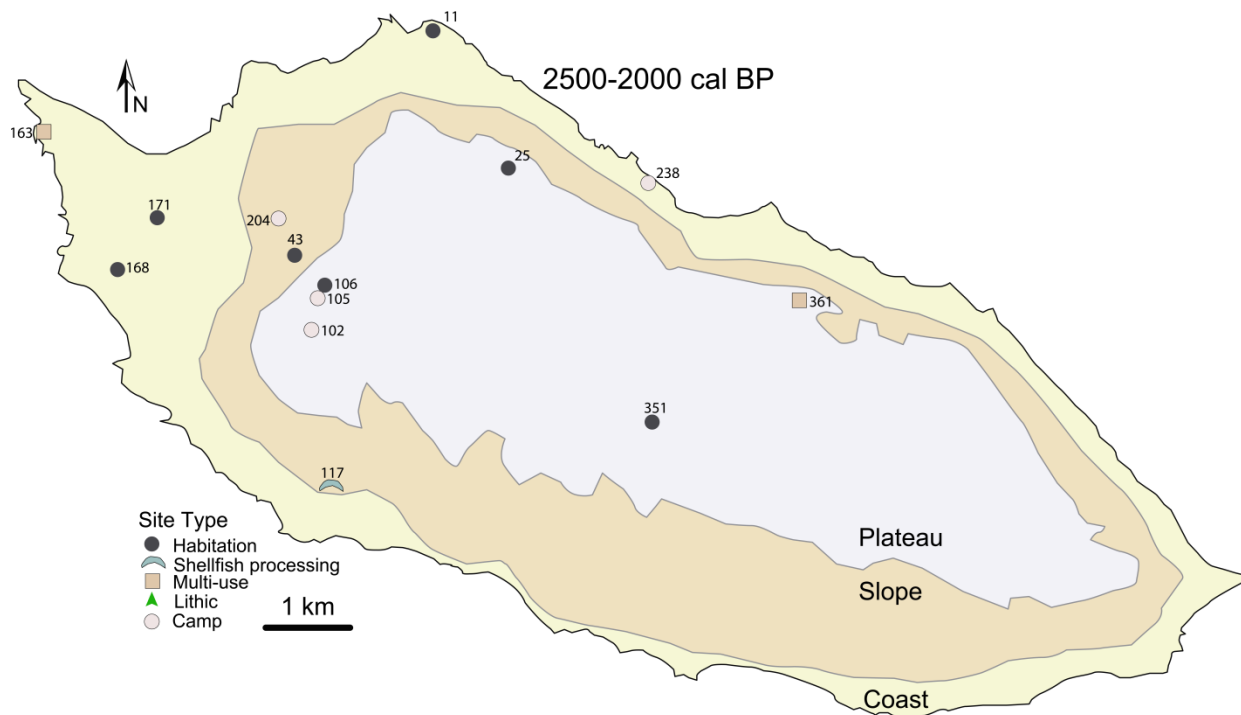 11
2500-2000 cal BP
N
163
25
238
171
204
43
168
106
105
361
102
351
117
Site Type
Habitation
Shellfish processing
Multi-use
Lithic
Camp
1 km
Plateau
Slope
Coast